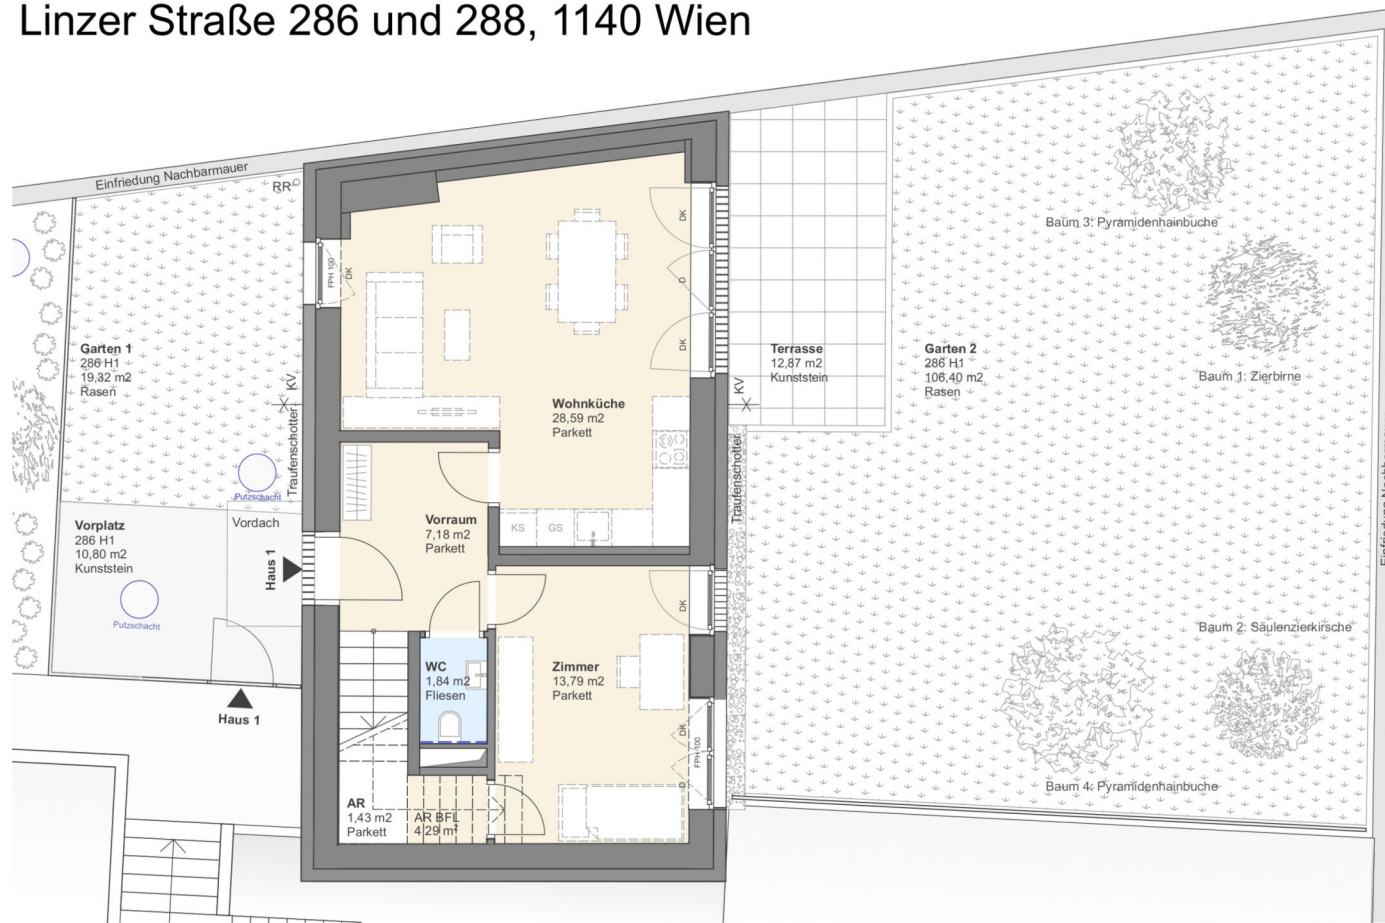 Linzer Straße 286 und 288, 1140 Wien
Einfriedung Nachbarmauer
RR
Baum 3: Pyramidenhainbuche
DK
FPH 100
DK
D
DK
Garten 1
286 H1
19,32 m2
Rasen
KV
Traufenschotter
Wohnküche
28,59 m2
Parkett
Terrasse
12,87 m2
Kunststein
KV
Traufenschotter
Garten 2
286 H1
106,40 m2
Rasen
Baum 1: Zierbirne
Putzschacht
Vorplatz
286 H1
10,80 m2
Kunststein
Vordach
Haus 1
Putzschacht
Vorraum
7,18 m2
Parkett
KS
GS
DK
Baum 2: Säulenzierkirsche
WC
1,84 m2
Fliesen
Zimmer
13,79 m2
Parkett
Haus 1
DK
FPH 100
D
Baum 4: Pyramidenhainbuche
AR
1,43 m2
Parkett
AR BFL
4,29 m²